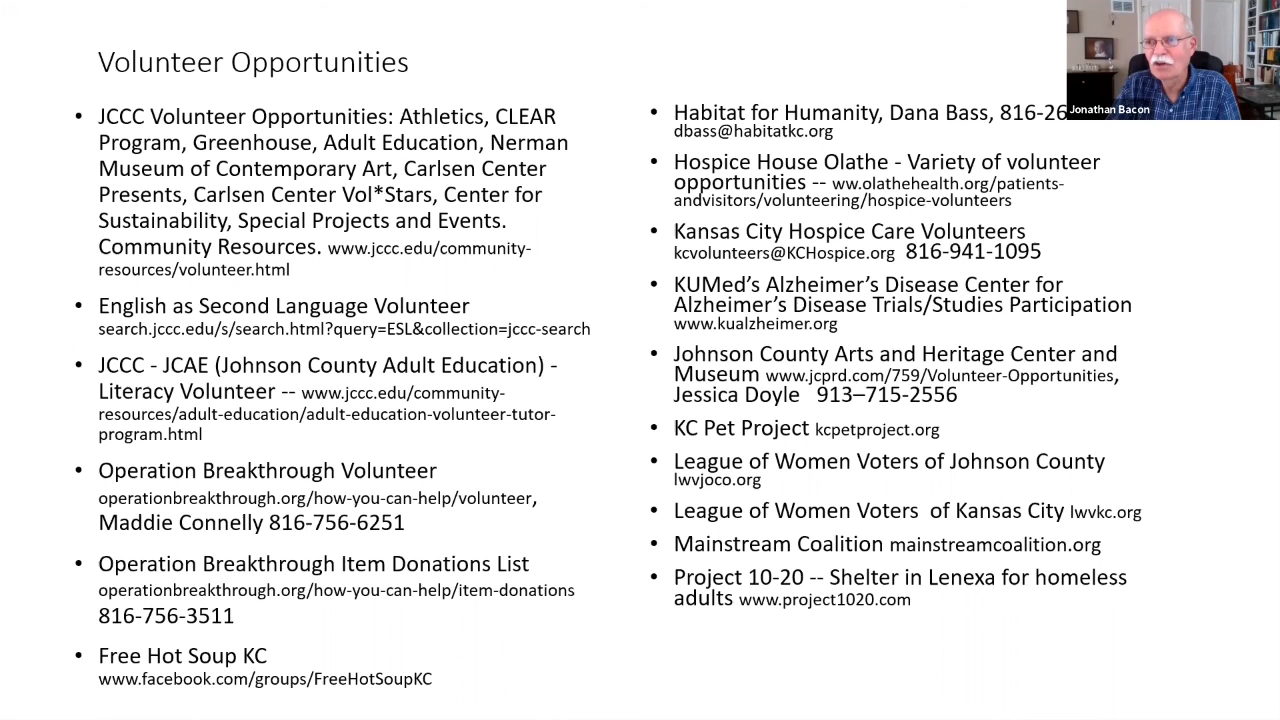 Volunteer Opportunities
• JCCC Volunteer Opportunities: Athletics, CLEAR
Program, Greenhouse, Adult Education, Nerman
Museum of Contemporary Art, Carlsen Center
Presents, Carlsen Center Vol*Stars, Center for
Sustainability, Special Projects and Events.
Community Resources. www.jccc.edu/community-
resources/volunteer.html
• English as Second Language Volunteer
search.jccc.edu/s/search.html?query=ESL&collection=jccc-search
• JCCC - JCAE (Johnson County Adult Education) -
Literacy Volunteer -- www.jccc.edu/community-
resources/adult-education/adult-education-volunteer-tutor-
program.html
• Operation Breakthrough Volunteer
operationbreakthrough.org/how-you-can-help/volunteer,
Maddie Connelly 816-756-6251
• Operation Breakthrough Item Donations List
operationbreakthrough.org/how-you-can-help/item-donations
816-756-3511
• Free Hot Soup KC
www.facebook.com/groups/FreeHotSoupKC
• Habitat for Humanity, Dana Bass, 816-26
dbass@habitatkc.org
• Hospice House Olathe - Variety of volunteer
opportunities -- ww.olathehealth.org/patients-
andvisitors/volunteering/hospice-volunteers
• Kansas City Hospice Care Volunteers
kcvolunteers@KCHospice.org 816-941-1095
• KUMed’s Alzheimer’s Disease Center for
Alzheimer’s Disease Trials/Studies Participation
www.kualzheimer.org
• Johnson County Arts and Heritage Center and
Museum www.jcprd.com/759/Volunteer-Opportunities,
Jessica Doyle 913–715-2556
• KC Pet Project kcpetproject.org
• League of Women Voters of Johnson County
lwvjoco.org
• League of Women Voters of Kansas City lwvkc.org
• Mainstream Coalition mainstreamcoalition.org
• Project 10-20 -- Shelter in Lenexa for homeless
adults www.project1020.com
Jonathan Bacon